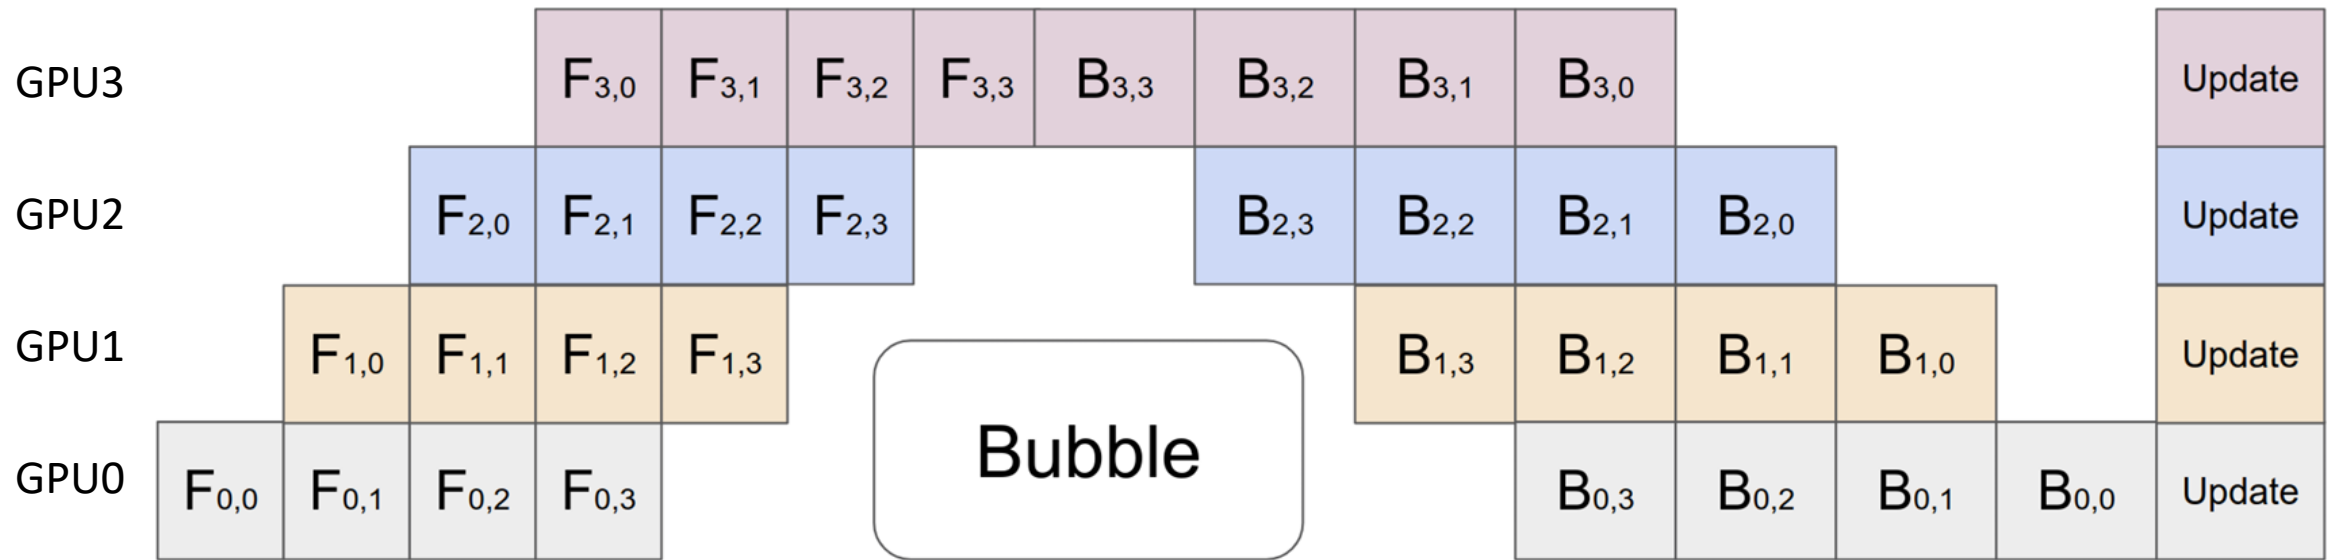 GPU3 F3,0 F3,1 F3,2 F3,3 B3,3 B3,2 B3,1 B3,0 Update
GPU2 F2,0 F2,1 F2,2 F2,3 B2,3 B2,2 B2,1 B2,0 Update
GPU1 F1,0 F1,1 F1,2 F1,3 B1,3 B1,2 B1,1 B1,0 Update
Bubble
GPU0 F0,0 F0,1 F0,2 F0,3 B0,3 B0,2 B0,1 B0,0 Update